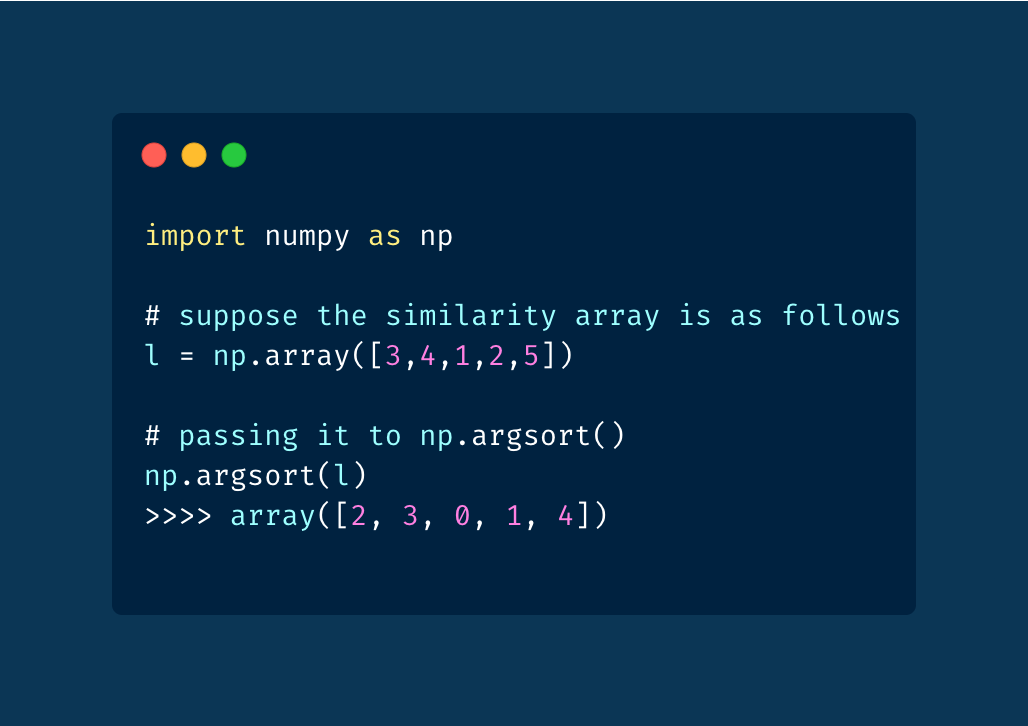 import numpy as np
# suppose the similarity array is as follows
l = np.array([3,4,1,2,5])
# passing it to np.argsort()
np.argsort(l)
>>>> array([2, 3, 0, 1, 4])